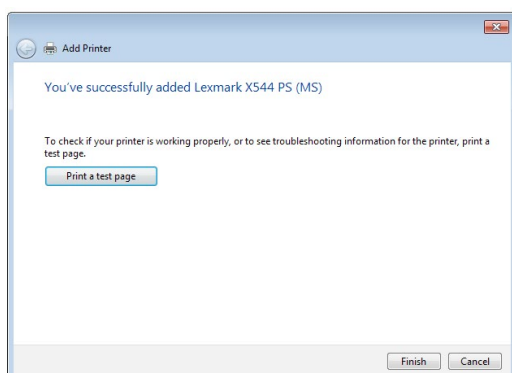 Add Printer
You've successfully added Lexmark X544 PS (MS)
To check if your printer is working properly, or to see troubleshooting information for the printer, print a
test page.
Print a test page
Finish Cancel